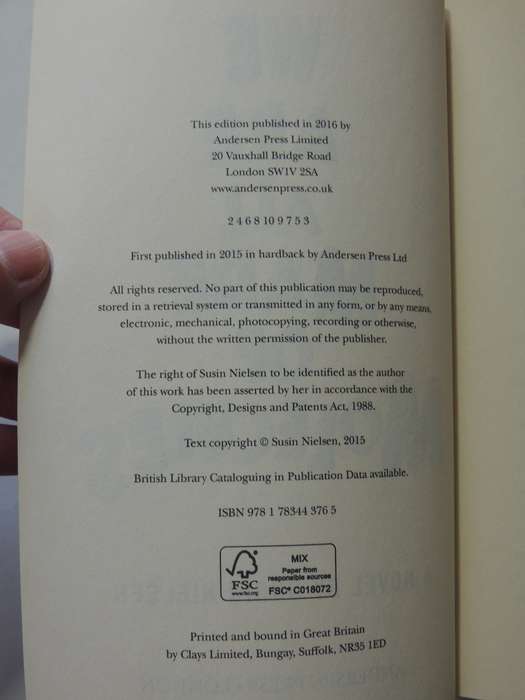 This edition published in 2016 by
Andersen Press Limited
20 Vauxhall Bridge Road
London SW1V 2SA
www.andersenpress.co.uk
2 4 6 8 10 9 7 5 3
First published in 2015 in hardback by Andersen Press Ltd
All rights reserved. No part of this publication may be reproduced,
stored in a retrieval system or transmitted in any form, or by any means,
electronic, mechanical, photocopying, recording or otherwise,
without the written permission of the publisher.
The right of Susin Nielsen to be identified as the author
of this work has been asserted by her in accordance with the
Copyright, Designs and Patents Act, 1988.
Text copyright © Susin Nielsen, 2015
British Library Cataloguing in Publication Data available.
ISBN 978 1 78344 376 5
FSC
www.fsc.org
MIX
Paper from
responsible sources
FSC® C018072
Printed and bound in Great Britain
by Clays Limited, Bungay, Suffolk, NR35 1ED